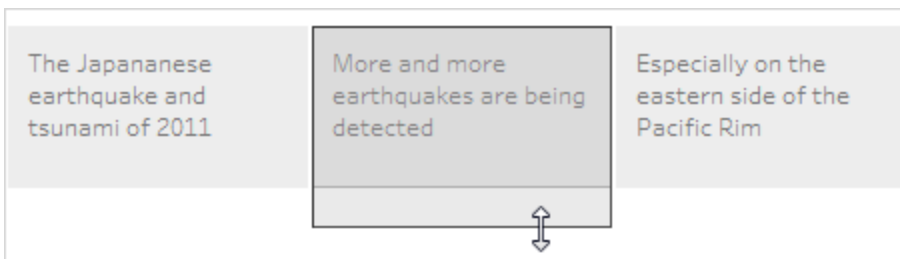 The Japananese
earthquake and
tsunami of 2011
More and more
earthquakes are being
detected
Especially on the
eastern side of the
Pacific Rim